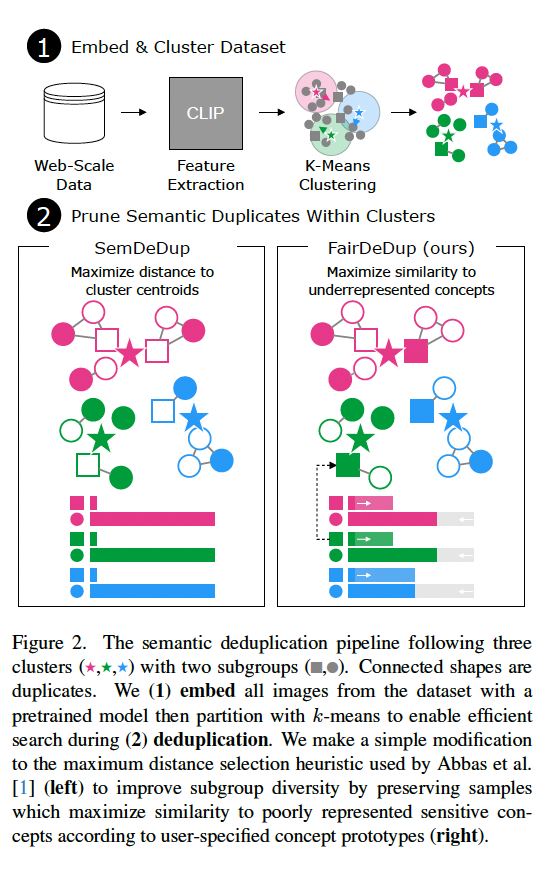 1 Embed & Cluster Dataset
CLIP
Web-Scale
Data
Feature
Extraction
K-Means
Clustering
2 Prune Semantic Duplicates Within Clusters
SemDeDup
Maximize distance to
cluster centroids
FairDeDup (ours)
Maximize similarity to
underrepresented concepts
Figure 2. The semantic deduplication pipeline following three
clusters (★,★,★) with two subgroups (■,●). Connected shapes are
duplicates. We (1) embed all images from the dataset with a
pretrained model then partition with k-means to enable efficient
search during (2) deduplication. We make a simple modification
to the maximum distance selection heuristic used by Abbas et al.
[1] (left) to improve subgroup diversity by preserving samples
which maximize similarity to poorly represented sensitive con-
cepts according to user-specified concept prototypes (right).